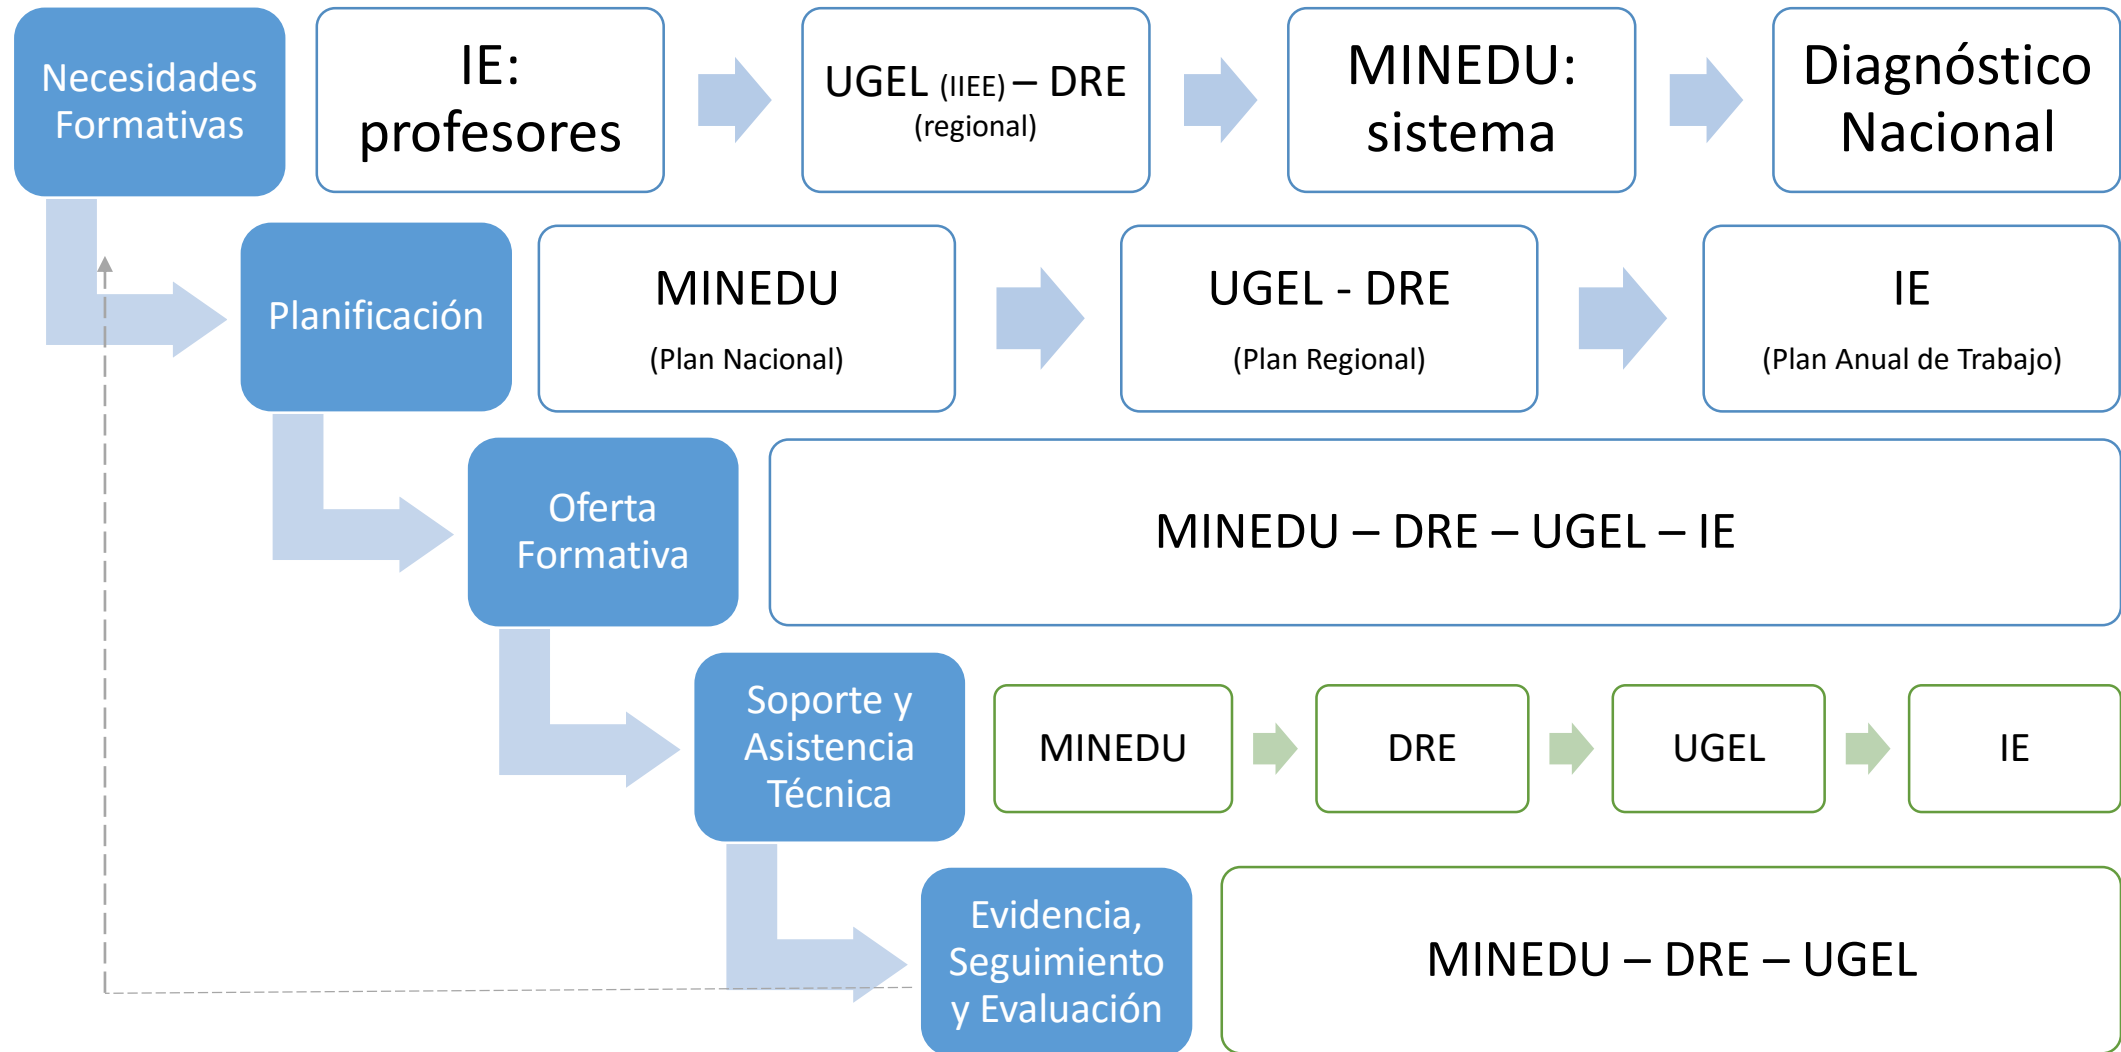 Necesidades
Formativas
IE:
profesores
UGEL (IIEE) – DRE
(regional)
MINEDU:
sistema
Diagnóstico
Nacional
Planificación
MINEDU
(Plan Nacional)
UGEL - DRE
(Plan Regional)
IE
(Plan Anual de Trabajo)
Oferta
Formativa
MINEDU – DRE – UGEL – IE
Soporte y
Asistencia
Técnica
MINEDU
DRE
UGEL
IE
Evidencia,
Seguimiento
y Evaluación
MINEDU – DRE – UGEL